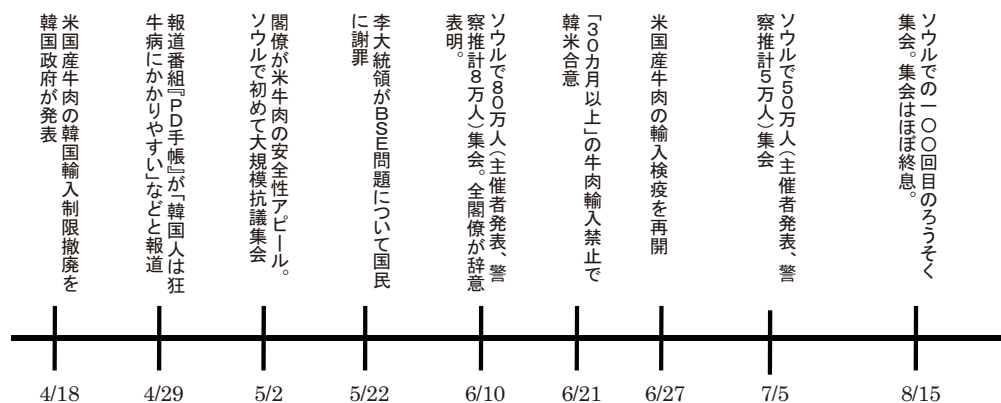 米国産牛肉の韓国輸入制限撤廃を
韓国政府が発表
報道番組『PD手帳』が「韓国人は狂
牛病にかかりやすい」などと報道
閣僚が米牛肉の安全性アピール。
ソウルで初めて大規模抗議集会
李大統領がBSE問題について国民
に謝罪
ソウルで80万人（主催者発表、警
察推計8万人）集会。全閣僚が辞意
表明。
「30カ月以上」の牛肉輸入禁止で
韓米合意
米国産牛肉の輸入検疫を再開
ソウルで50万人（主催者発表、警
察推計5万人）集会
ソウルでの一〇〇回目のろうそく
集会。集会はほぼ終息。
4/18
4/29
5/2
5/22
6/10
6/21
6/27
7/5
8/15